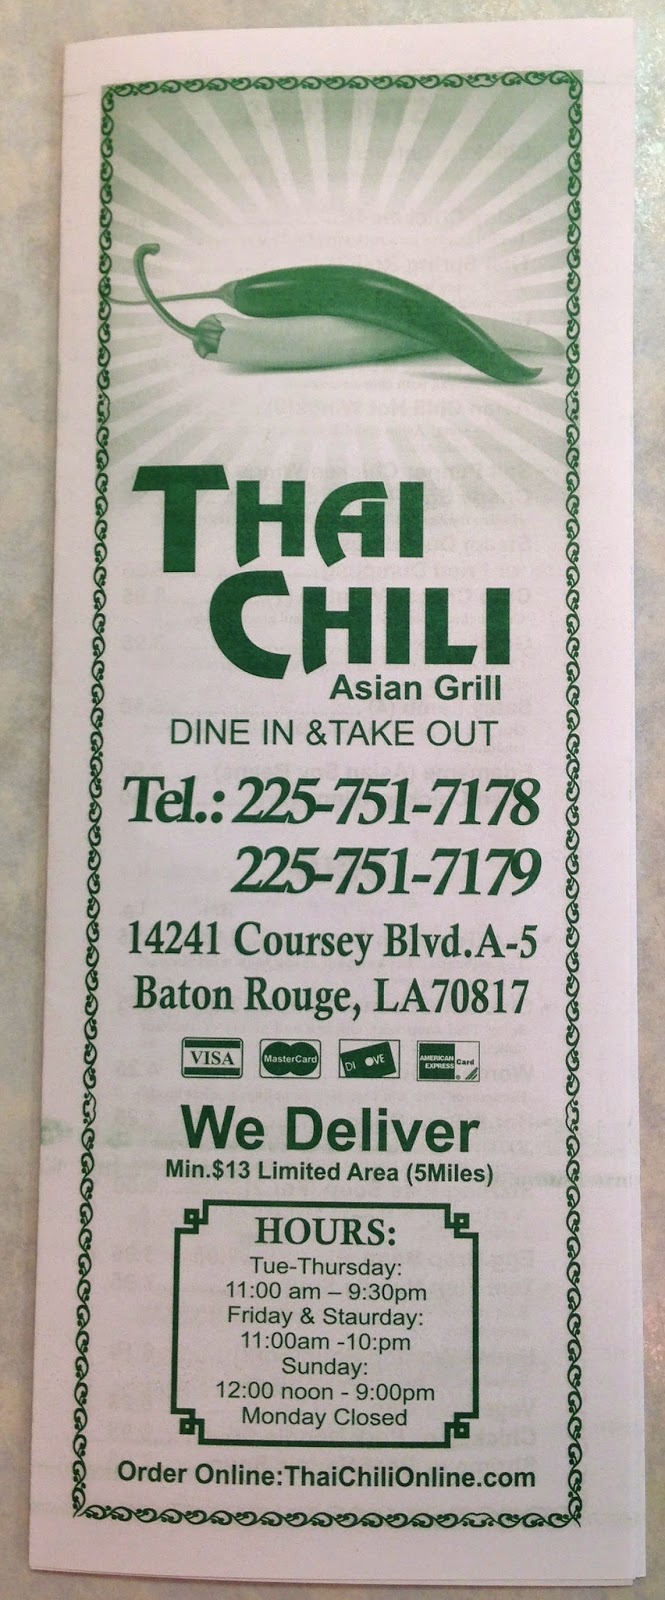 THAI
CHILI
Asian Grill
DINE IN &TAKE OUT
Tel.: 225-751-7178
225-751-7179
14241 Coursey Blvd.A-5
Baton Rouge, LA70817
VISA MasterCard DI OVE AMERICAN EXPRESS Card
We Deliver
Min.$13 Limited Area (5Miles)
HOURS:
Tue-Thursday:
11:00 am – 9:30pm
Friday & Staurday:
11:00am -10:pm
Sunday:
12:00 noon - 9:00pm
Monday Closed
Order Online:ThaiChiliOnline.com